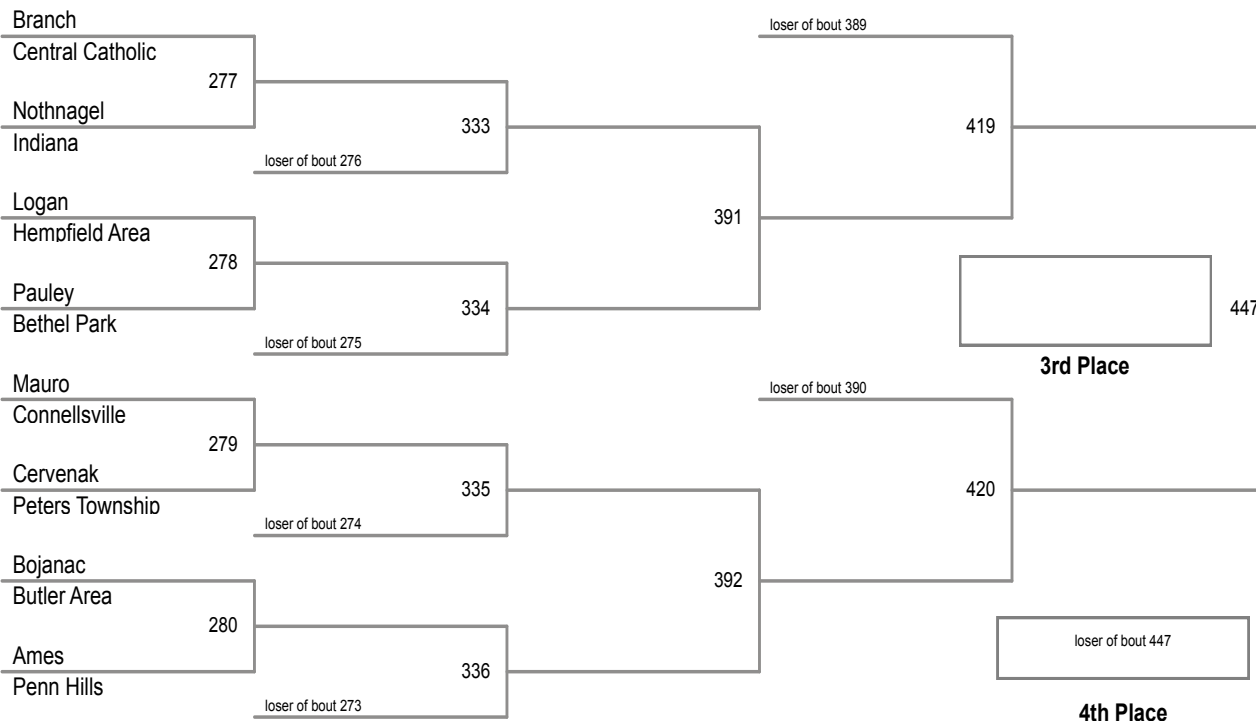 Branch
loser of bout 389
Central Catholic
277
Nothnagel
333
419
Indiana
loser of bout 276
Logan
391
Hempfield Area
278
Pauley
334
447
Bethel Park
loser of bout 275
3rd Place
Mauro
loser of bout 390
Connellsville
279
Cervenak
335
420
Peters Township
loser of bout 274
Bojanac
392
Butler Area
280
loser of bout 447
Ames
336
Penn Hills
loser of bout 273
4th Place